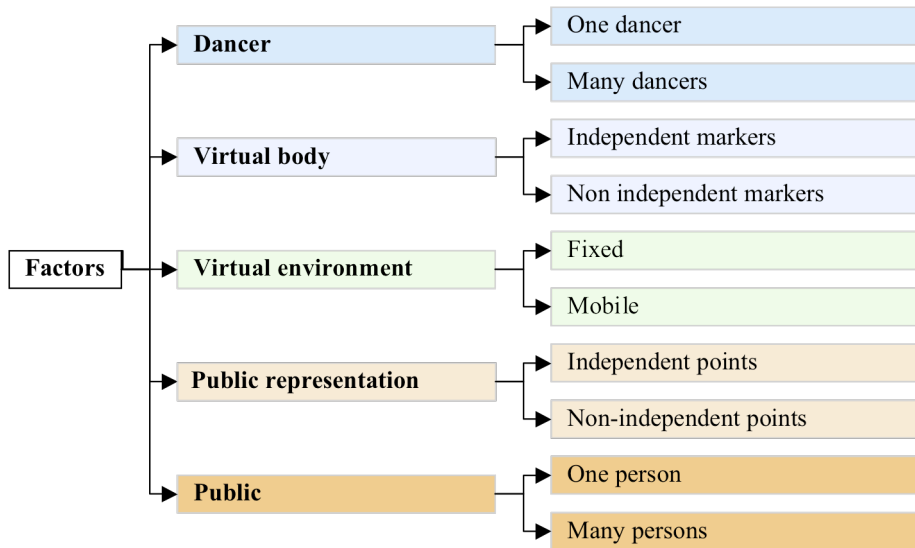 Factors
Dancer
One dancer
Many dancers
Virtual body
Independent markers
Non independent markers
Virtual environment
Fixed
Mobile
Public representation
Independent points
Non-independent points
Public
One person
Many persons